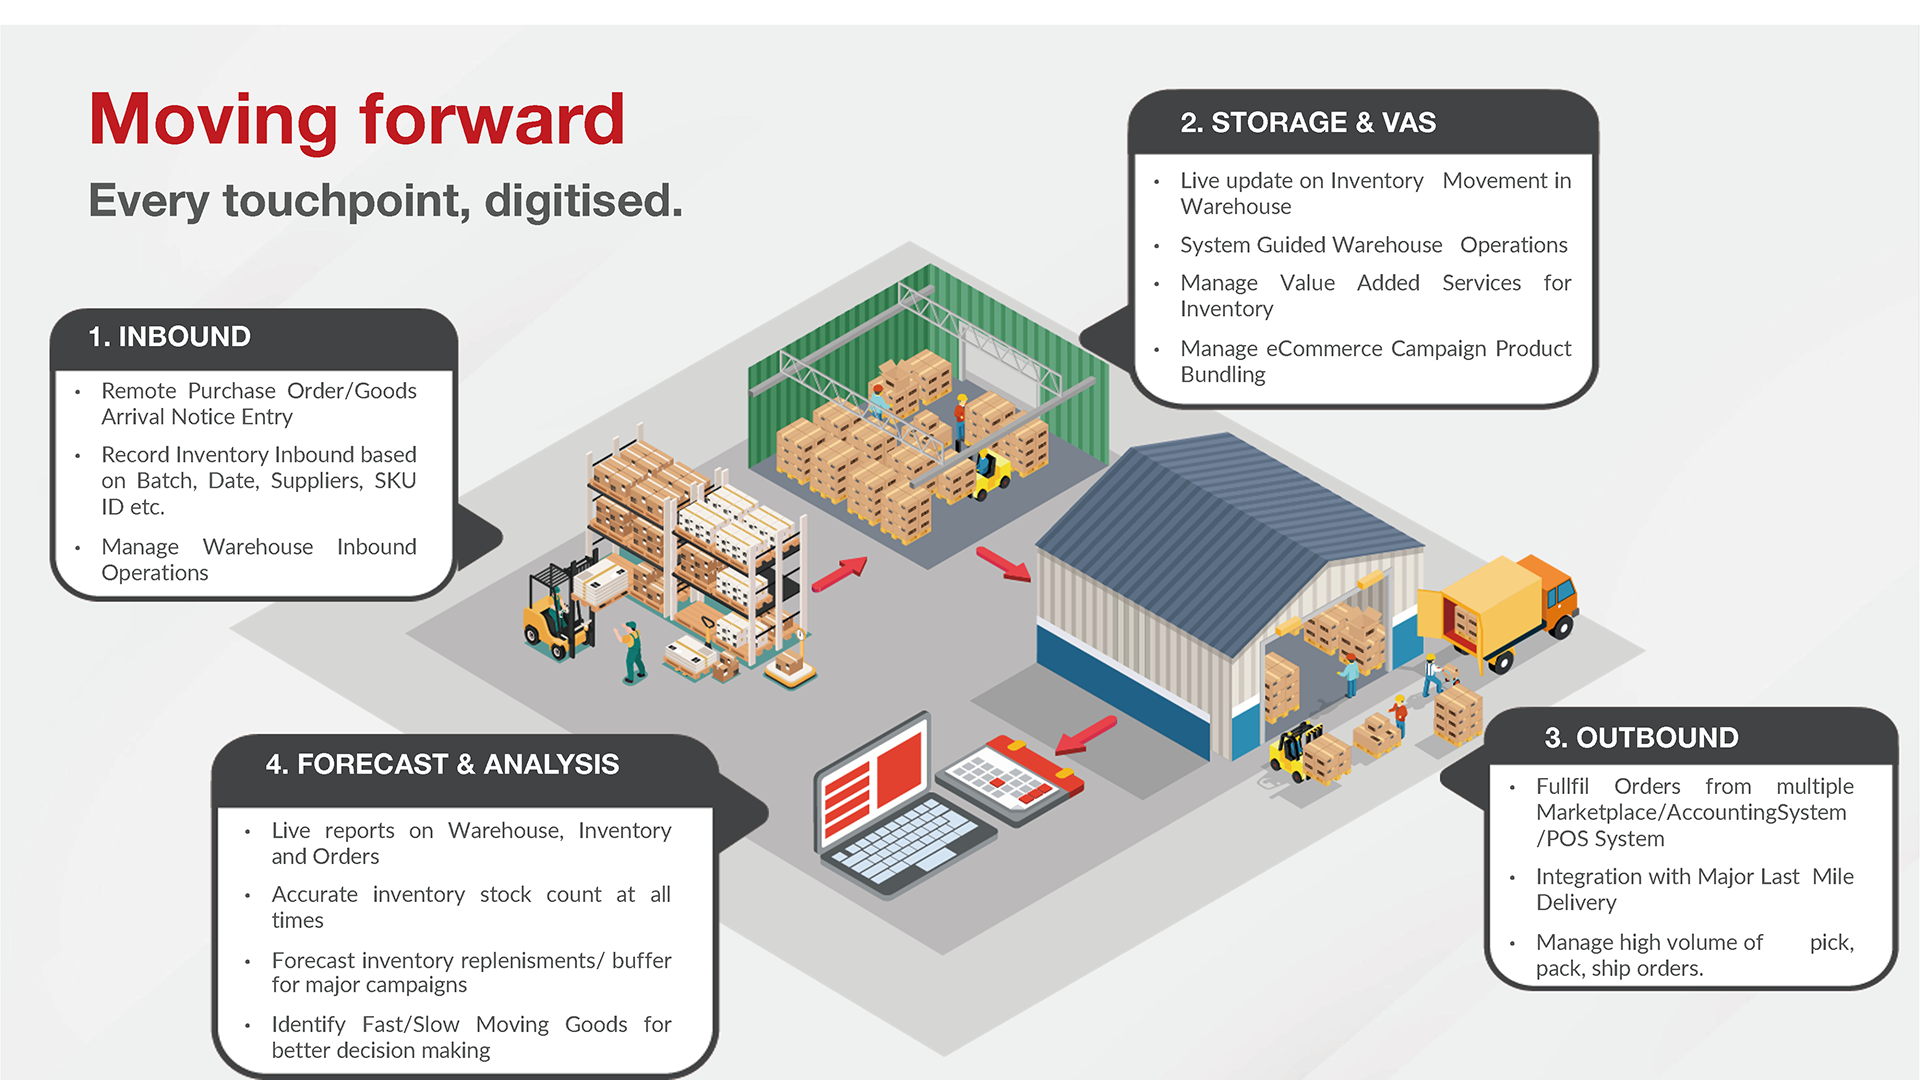 Moving forward
Every touchpoint, digitised.
1. INBOUND
• Remote Purchase Order/Goods
Arrival Notice Entry
• Record Inventory Inbound based
on Batch, Date, Suppliers, SKU
ID etc.
• Manage Warehouse Inbound
Operations
2. STORAGE & VAS
• Live update on Inventory Movement in
Warehouse
• System Guided Warehouse Operations
• Manage Value Added Services for
Inventory
• Manage eCommerce Campaign Product
Bundling
3. OUTBOUND
• Fullfil Orders from multiple
Marketplace/AccountingSystem
/POS System
• Integration with Major Last Mile
Delivery
• Manage high volume of pick,
pack, ship orders.
4. FORECAST & ANALYSIS
• Live reports on Warehouse, Inventory
and Orders
• Accurate inventory stock count at all
times
• Forecast inventory replenisments/ buffer
for major campaigns
• Identify Fast/Slow Moving Goods for
better decision making